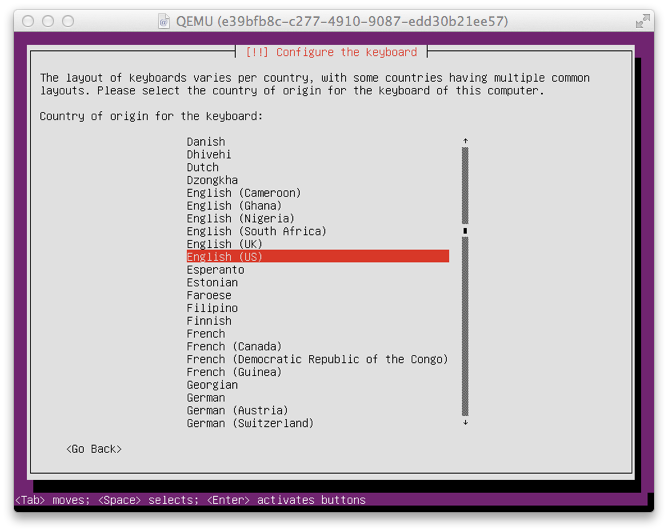 QEMU (e39bfb8c-c277-4910-9087-edd30b21ee57)
[!!] Configure the keyboard
The layout of keyboards varies per country, with some countries having multiple common
layouts. Please select the country of origin for the keyboard of this computer.
Country of origin for the keyboard:
Danish
Dhivehi
Dutch
Dzongkha
English (Cameroon)
English (Ghana)
English (Nigeria)
English (South Africa)
English (UK)
English (US)
Esperanto
Estonian
Faroese
Filipino
Finnish
French
French (Canada)
French (Democratic Republic of the Congo)
French (Guinea)
Georgian
German
German (Austria)
German (Switzerland)
<Go Back>
<Tab> moves; <Space> selects; <Enter> activates buttons